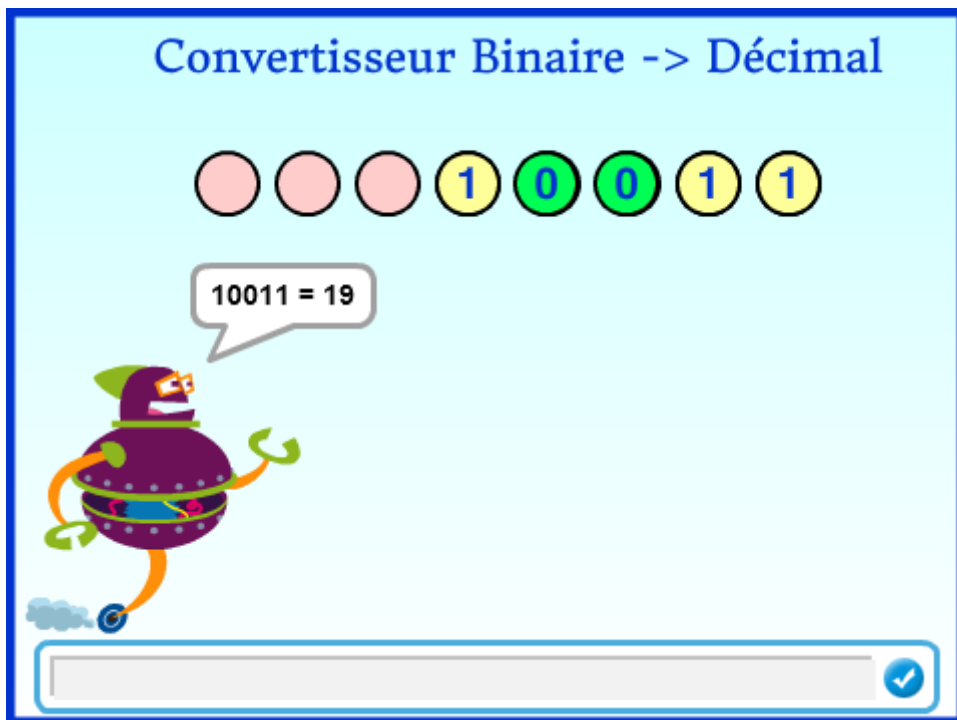 Convertisseur Binaire -> Décimal
1 0 0 1 1
10011 = 19